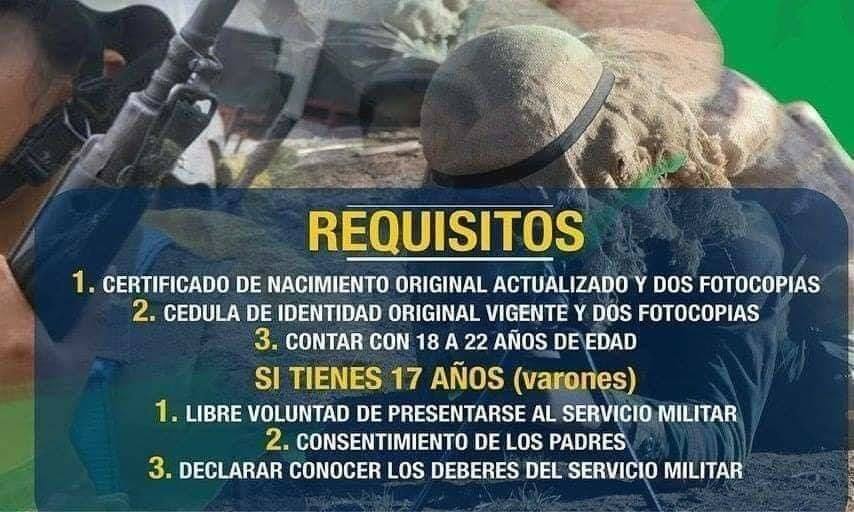 REQUISITOS
1. CERTIFICADO DE NACIMIENTO ORIGINAL ACTUALIZADO Y DOS FOTOCOPIAS
2. CEDULA DE IDENTIDAD ORIGINAL VIGENTE Y DOS FOTOCOPIAS
3. CONTAR CON 18 A 22 AÑOS DE EDAD
SI TIENES 17 AÑOS (varones)
1. LIBRE VOLUNTAD DE PRESENTARSE AL SERVICIO MILITAR
2. CONSENTIMIENTO DE LOS PADRES
3. DECLARAR CONOCER LOS DEBERES DEL SERVICIO MILITAR